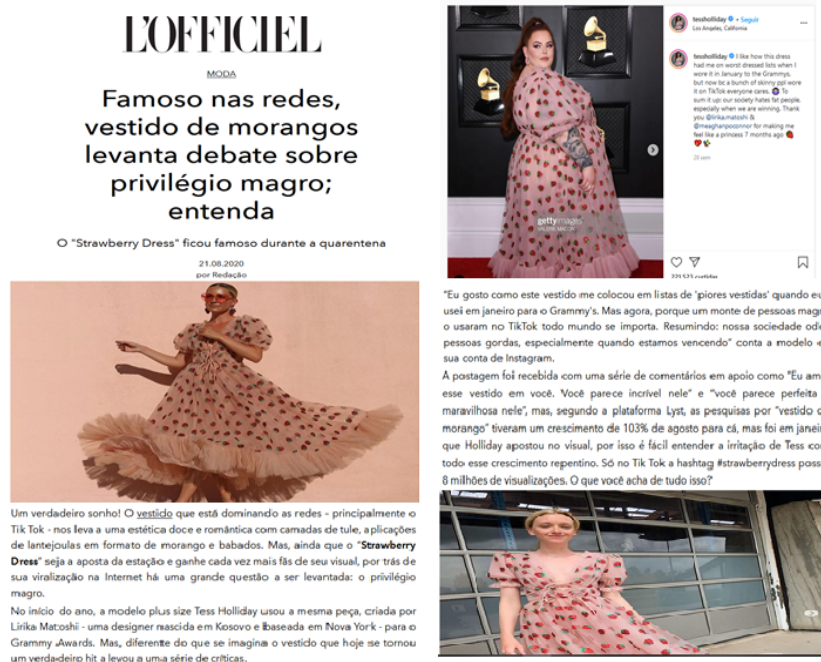 L'OFFICIEL
MODA
Famoso nas redes,
vestido de morangos
levanta debate sobre
privilégio magro;
entenda
O "Strawberry Dress" ficou famoso durante a quarentena
21.08.2020
por Redação
Um verdadeiro sonho! O vestido que está dominando as redes – principalmente o
Tik Tok - nos leva a uma estética doce e romântica com camadas de tule, aplicações
de lantejoulas em formato de morango e babados. Mas, ainda que o "Strawberry
Dress" seja a aposta da estação e ganhe cada vez mais fãs de seu visual, por trás de
sua viralização na Internet há uma grande questão a ser levantada: o privilégio
magro.
No início do ano, a modelo plus size Tess Holliday usou a mesma peça, criada por
Lirika Matoshi - uma designer nascida em Kosovo e baseada em Nova York - para o
Grammy Awards. Mas, diferente do que se imagina o vestido que hoje se tornou
um verdadeiro hit a levou a uma série de críticas.
gettyimages
VALERIE MACON
tessholliday • Seguir
Los Angeles, California
tessholliday I like how this dress
had me on worst dressed lists when I
wore it in January to the Grammys,
but now bc a bunch of skinny ppl wore
it on TikTok everyone cares. To
sum it up: our society hates fat people,
especially when we are winning. Thank
you @lirika.matoshi &
@meaghanpoconnor for making me
feel like a princess 7 months ago
28 sem
221.521 curtidas
"Eu gosto como este vestido me colocou em listas de 'piores vestidas' quando eu
usei em janeiro para o Grammy's. Mas agora, porque um monte de pessoas magr
o usaram no TikTok todo mundo se importa. Resumindo: nossa sociedade ode
pessoas gordas, especialmente quando estamos vencendo" conta a modelo e
sua conta de Instagram.
A postagem foi recebida com uma série de comentários em apoio como "Eu am
esse vestido em você. Você parece incrível nele" e "você parece perfeita
maravilhosa nele", mas, segundo a plataforma Lyst, as pesquisas por "vestido d
morango" tiveram um crescimento de 103% de agosto para cá, mas foi em janeir
que Holliday apostou no visual, por isso é fácil entender a irritação de Tess com
todo esse crescimento repentino. Só no Tik Tok a hashtag #strawberrydress passo
8 milhões de visualizações. O que você acha de tudo isso?